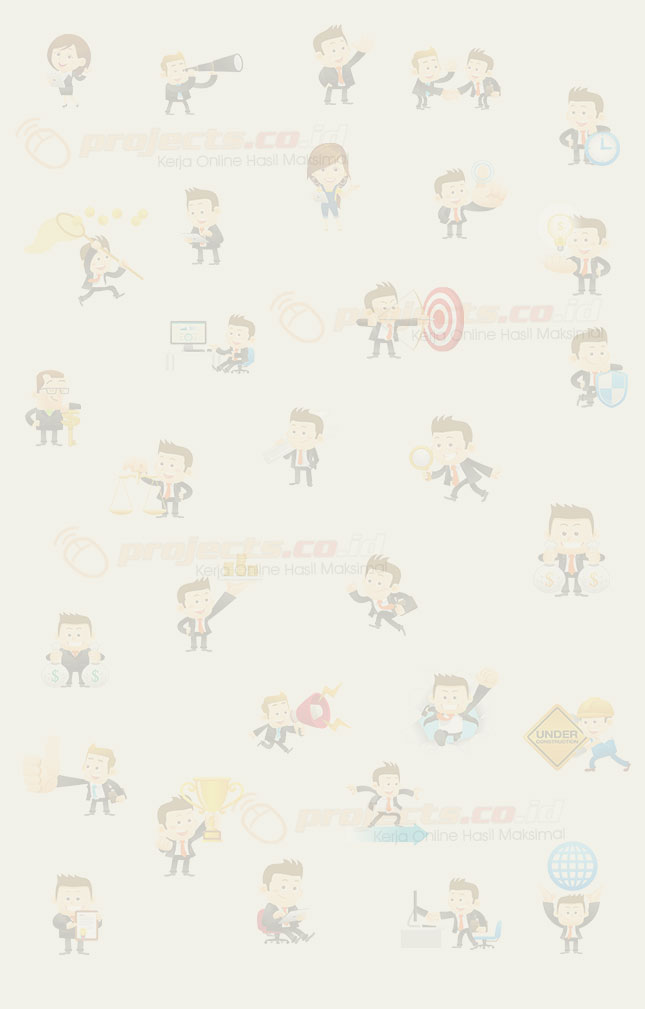 projects.co.id
Kerja Online Hasil Maksimal
projects.co.id
Kerja Online Hasil Maksimal
projects.co.id
Kerja Online Hasil Maksimal
UNDER
CONSTRUCTION
projects.co.id
Kerja Online Hasil Maksimal